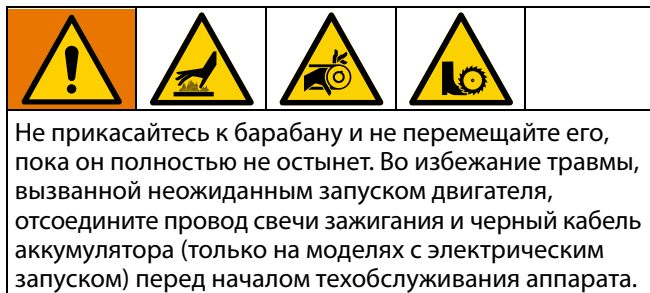 Не прикасайтесь к барабану и не перемещайте его,
пока он полностью не остынет. Во избежание травмы,
вызванной неожиданным запуском двигателя,
отсоедините провод свечи зажигания и черный кабель
аккумулятора (только на моделях с электрическим
запуском) перед началом техобслуживания аппарата.